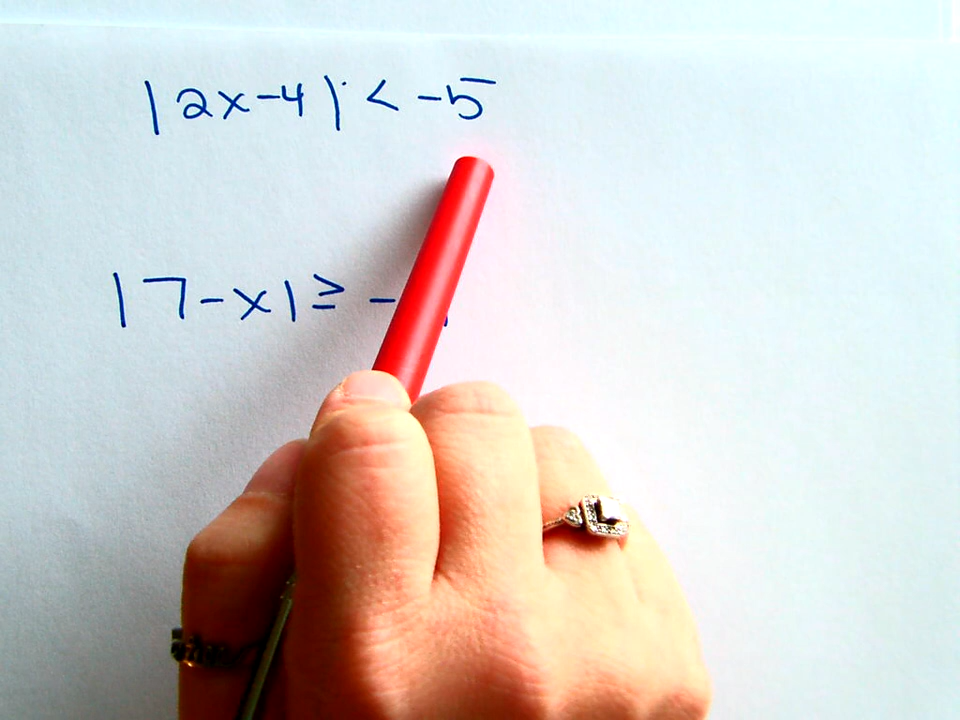 |2x-4| < -5
|7-x| ≥ -